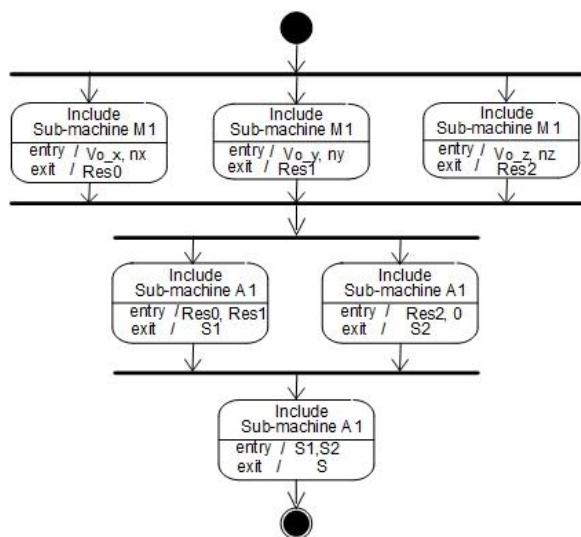 Include
Sub-machine M1
entry / Vo_x, nx
exit / Res0
Include
Sub-machine M1
entry / Vo_y, ny
exit / Res1
Include
Sub-machine M1
entry / Vo_z, nz
exit / Res2
Include
Sub-machine A1
entry / Res0, Res1
exit / S1
Include
Sub-machine A1
entry / Res2, 0
exit / S2
Include
Sub-machine A1
entry / S1,S2
exit / S